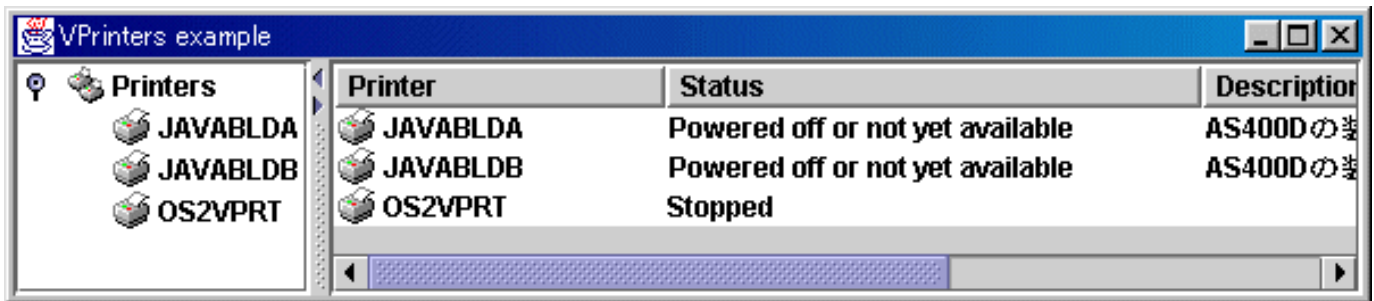 VPrinters example
Printers
JAVABLDA
JAVABLDB
OS2VPRT
Printer Status Description
JAVABLDA Powered off or not yet available AS400Dの
JAVABLDB Powered off or not yet available AS400Dの
OS2VPRT Stopped